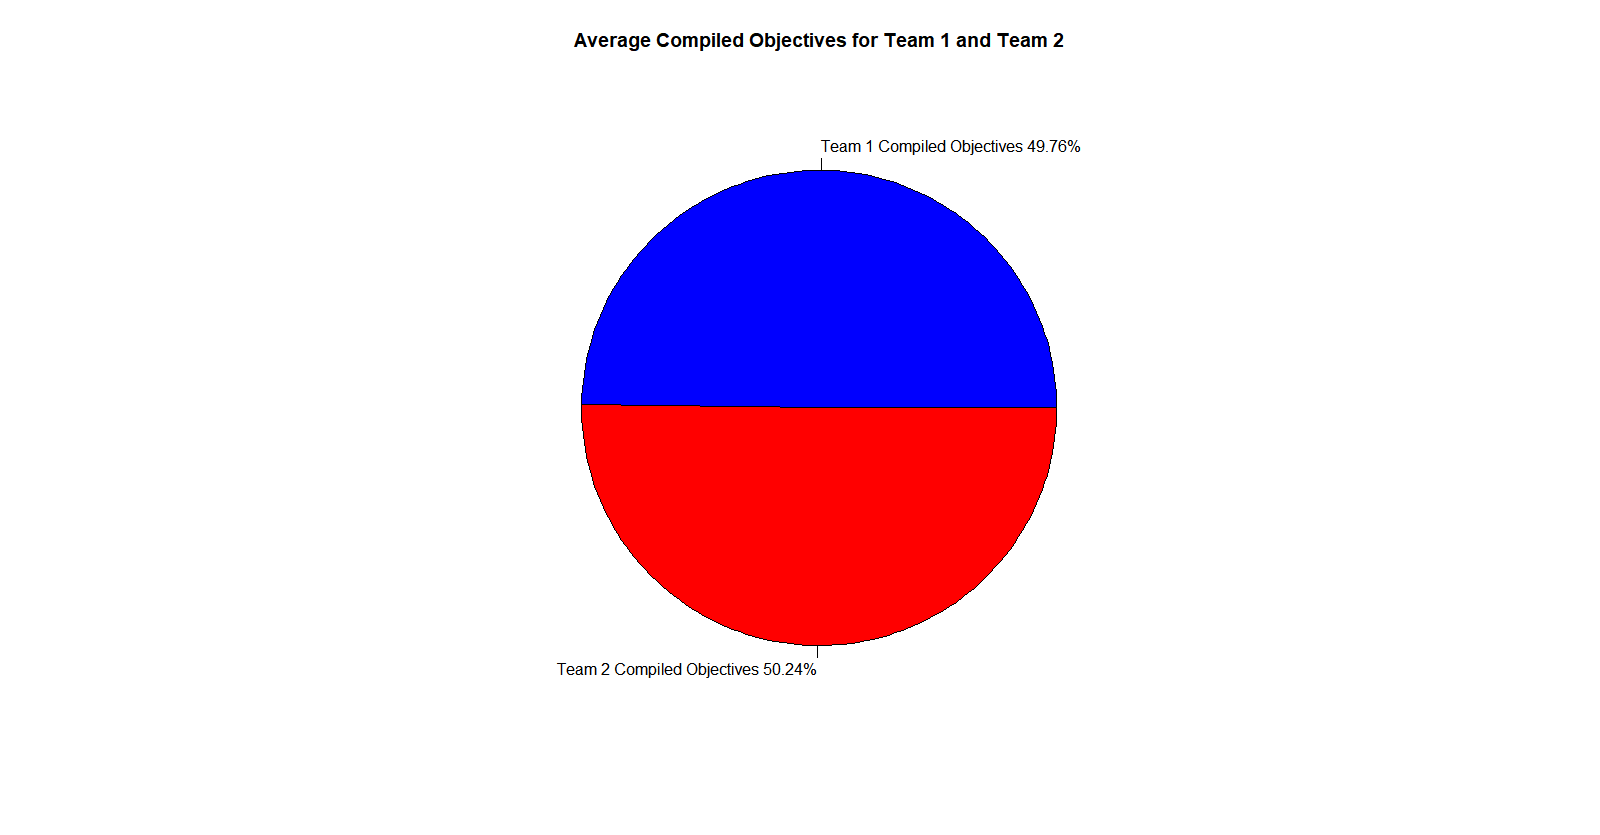 Average Compiled Objectives for Team 1 and Team 2
Team 1 Compiled Objectives 49.76%
Team 2 Compiled Objectives 50.24%